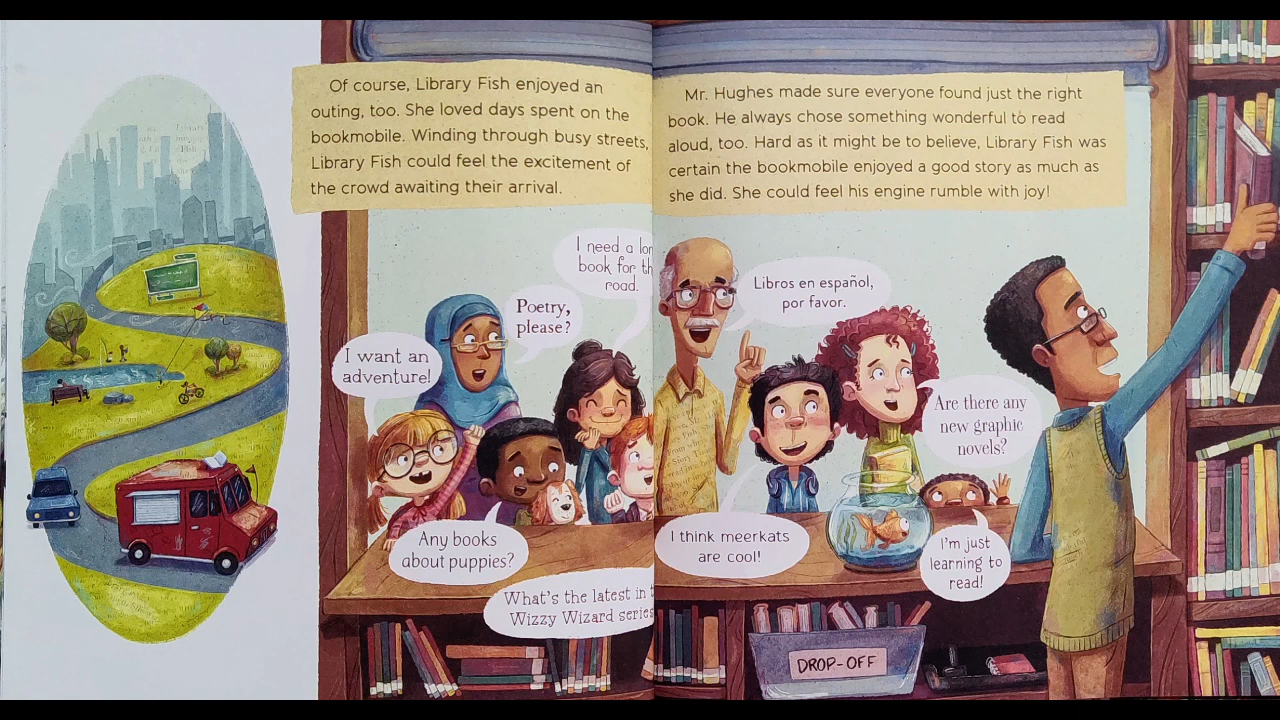 Of course, Library Fish enjoyed an
outing, too. She loved days spent on the
bookmobile. Winding through busy streets,
Library Fish could feel the excitement of
the crowd awaiting their arrival.
Mr. Hughes made sure everyone found just the right
book. He always chose something wonderful to read
aloud, too. Hard as it might be to believe, Library Fish was
certain the bookmobile enjoyed a good story as much as
she did. She could feel his engine rumble with joy!
I want an
adventure!
Poetry,
please?
I need a
book for
road.
Libros en español,
por favor.
Are there any
new graphic
novels?
Any books
about puppies?
What's the latest in
Wizzy Wizard series
I think meerkats
are cool!
I'm just
learning to
read!
DROP-OFF